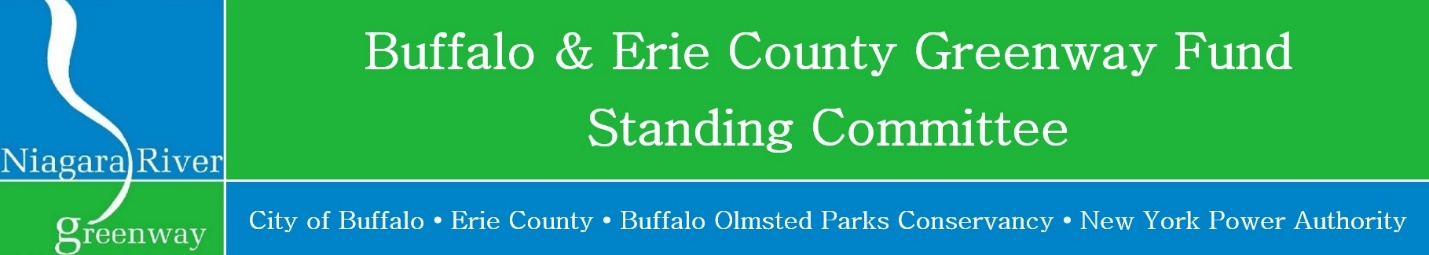 Niagara River
greenway
Buffalo & Erie County Greenway Fund
Standing Committee
City of Buffalo • Erie County • Buffalo Olmsted Parks Conservancy • New York Power Authority